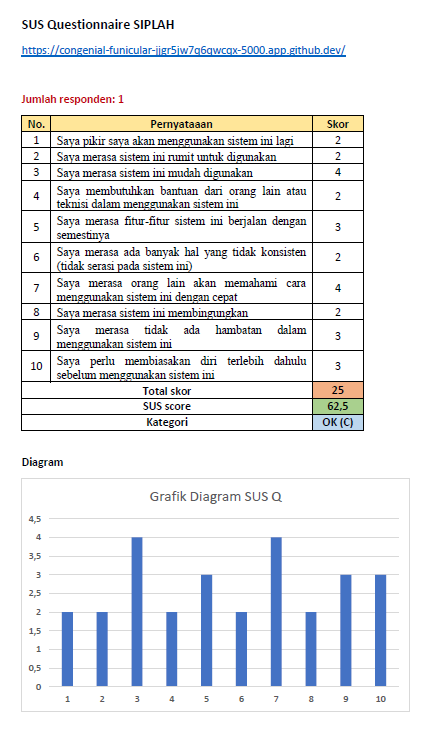 SUS Questionnaire SIPLAH
https://congenial-funicular-jjgr5jw7q6qwcqx-5000.app.github.dev/
Jumlah responden: 1
No. Pernyataaan Skor
1 Saya pikir saya akan menggunakan sistem ini lagi 2
2 Saya merasa sistem ini rumit untuk digunakan 2
3 Saya merasa sistem ini mudah digunakan 4
4 Saya membutuhkan bantuan dari orang lain atau
teknisi dalam menggunakan sistem ini 2
5 Saya merasa fitur-fitur sistem ini berjalan dengan
semestinya 3
6 Saya merasa ada banyak hal yang tidak konsisten
(tidak serasi pada sistem ini) 2
7 Saya merasa orang lain akan memahami cara
menggunakan sistem ini dengan cepat 4
8 Saya merasa sistem ini membingungkan 2
9 Saya merasa tidak ada hambatan dalam
menggunakan sistem ini 3
10 Saya perlu membiasakan diri terlebih dahulu
sebelum menggunakan sistem ini 3
Total skor 25
SUS score 62,5
Kategori OK (C)
Diagram
Grafik Diagram SUS Q
4,5
4
3,5
3
2,5
2
1,5
1
0,5
0
1 2 3 4 5 6 7 8 9 10